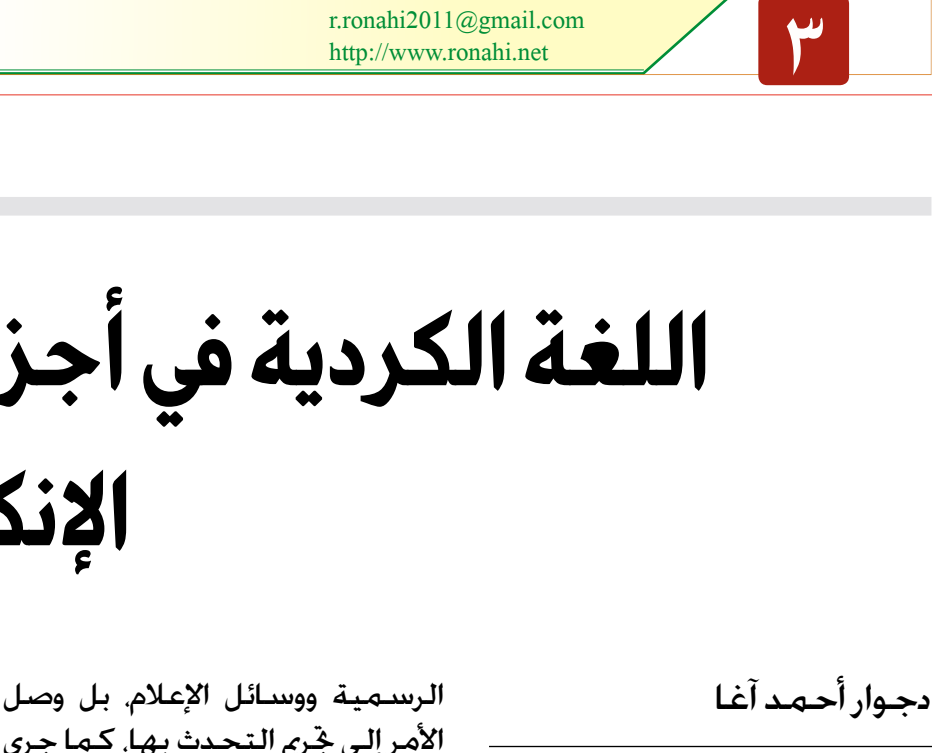 r.ronahi2011@gmail.com
http://www.ronahi.net
٣
اللغة الكردية في أجز
الإنك
دجوار أحمد آغا
الرسمية ووسائل الإعلام، بل وصل
الأمر إلى تجريم التحدث بها، كما جرى